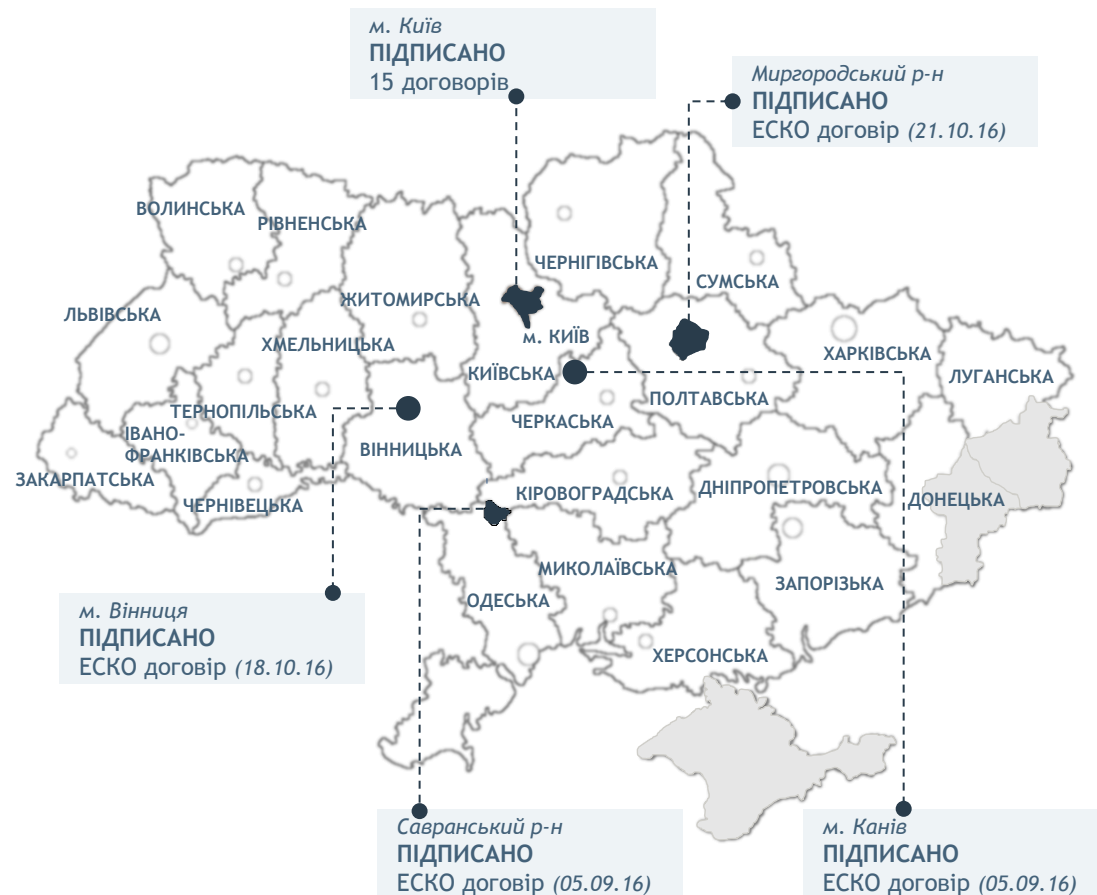 м. Київ
ПІДПИСАНО
15 договорів
Миргородський р-н
ПІДПИСАНО
ЕСКО договір (21.10.16)
ВОЛИНСЬКА
РІВНЕНСЬКА
ЧЕРНІГІВСЬКА
СУМСЬКА
ЖИТОМИРСЬКА
ЛЬВІВСЬКА
м. КИЇВ
ХМЕЛЬНИЦЬКА
ХАРКІВСЬКА
КИЇВСЬКА
ЛУГАНСЬКА
ПОЛТАВСЬКА
ТЕРНОПІЛЬСЬКА
ЧЕРКАСЬКА
ІВАНО-
ФРАНКІВСЬКА
ВІННИЦЬКА
ЗАКАРПАТСЬКА
ДНІПРОПЕТРОВСЬКА
КІРОВОГРАДСЬКА
ДОНЕЦЬКА
ЧЕРНІВЕЦЬКА
МИКОЛАЇВСЬКА
ЗАПОРІЗЬКА
ОДЕСЬКА
ХЕРСОНСЬКА
м. Вінниця
ПІДПИСАНО
ЕСКО договір (18.10.16)
Савранський р-н
ПІДПИСАНО
ЕСКО договір (05.09.16)
м. Канів
ПІДПИСАНО
ЕСКО договір (05.09.16)